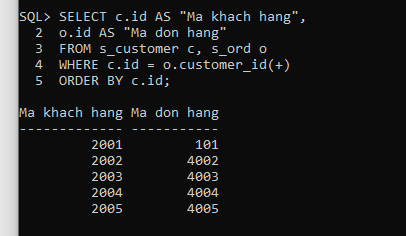 SQL> SELECT c.id AS "Ma khach hang",
2 o.id AS "Ma don hang"
3 FROM s_customer c, s_ord o
4 WHERE c.id = o.customer_id(+)
5 ORDER BY c.id;
Ma khach hang Ma don hang
------------- -----------
2001 101
2002 4002
2003 4003
2004 4004
2005 4005